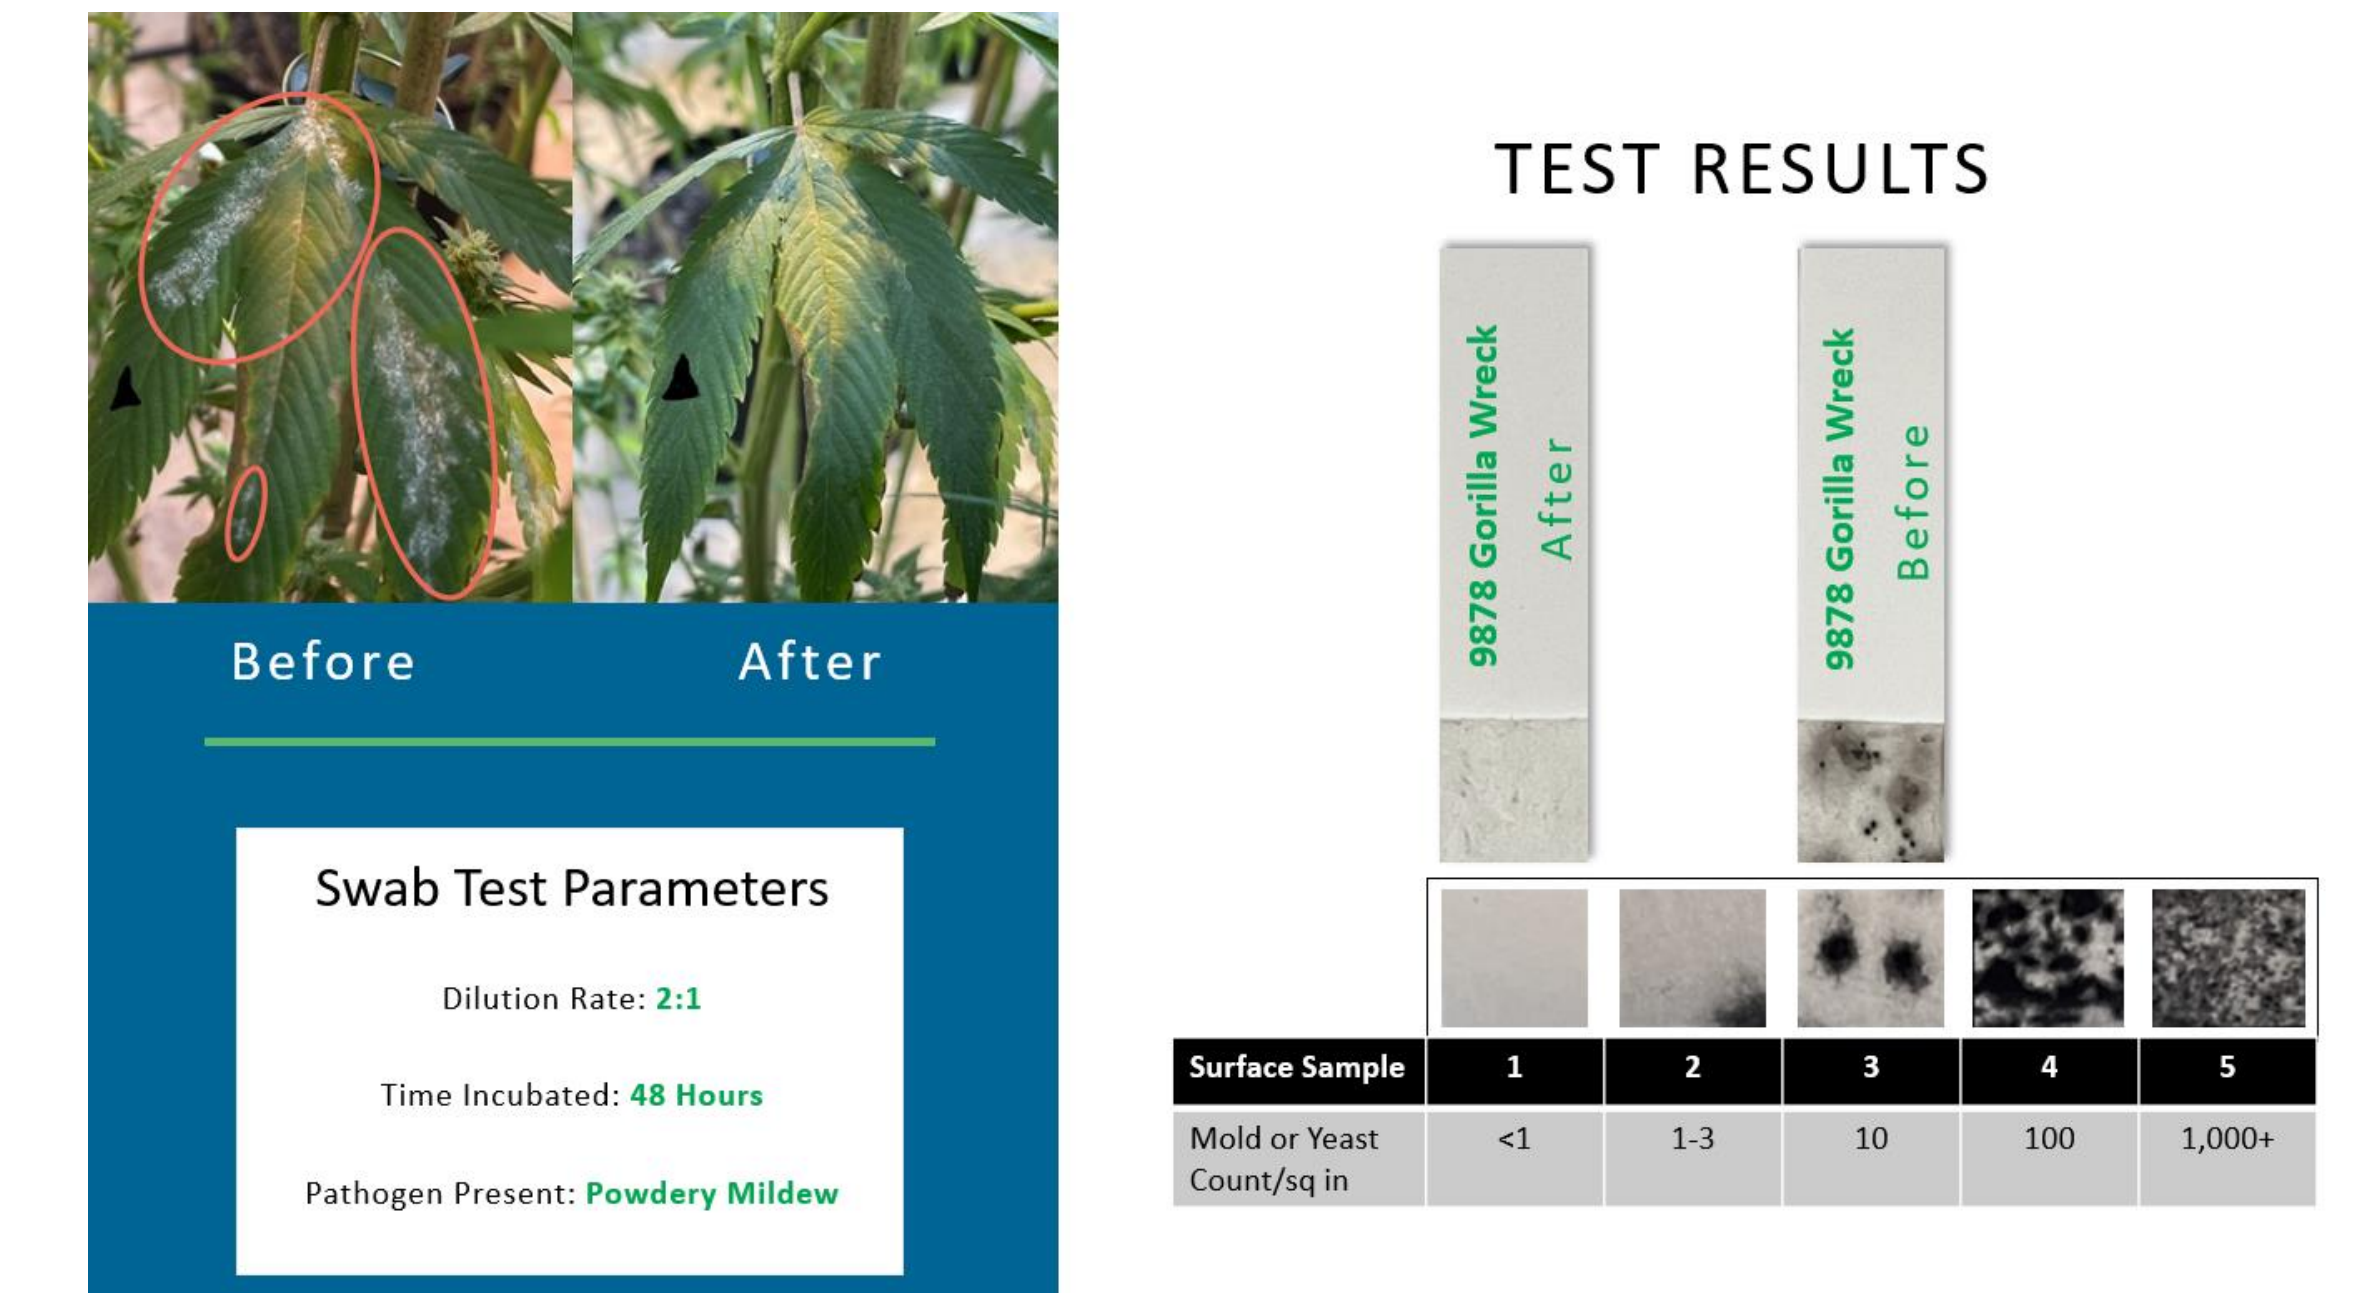 Before
After
Swab Test Parameters
Dilution Rate: 2:1
Time Incubated: 48 Hours
Pathogen Present: Powdery Mildew
TEST RESULTS
9878 Gorilla Wreck
After
9878 Gorilla Wreck
Before
Surface Sample 1 2 3 4 5
Mold or Yeast <1 1-3 10 100 1,000+
Count/sq in